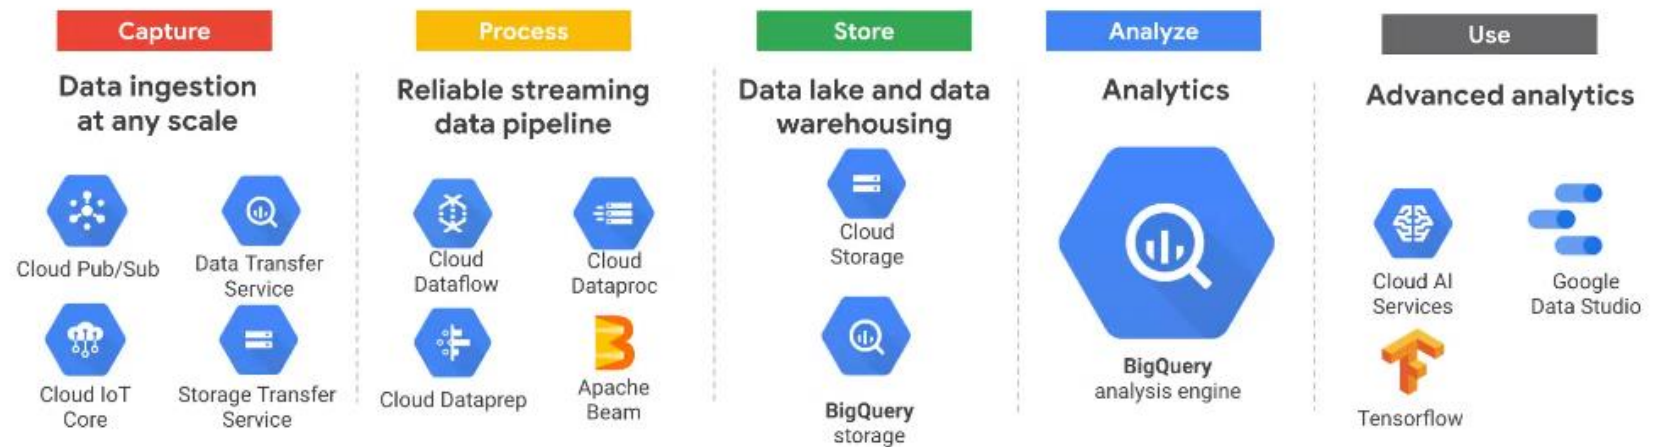 Capture
Data ingestion
at any scale
Cloud Pub/Sub
Data Transfer
Service
Cloud IoT
Core
Storage Transfer
Service
Process
Reliable streaming
data pipeline
Cloud
Dataflow
Cloud
Dataproc
Cloud Dataprep
Apache
Beam
Store
Data lake and data
warehousing
Cloud
Storage
BigQuery
storage
Analyze
Analytics
BigQuery
analysis engine
Use
Advanced analytics
Cloud AI
Services
Google
Data Studio
Tensorflow